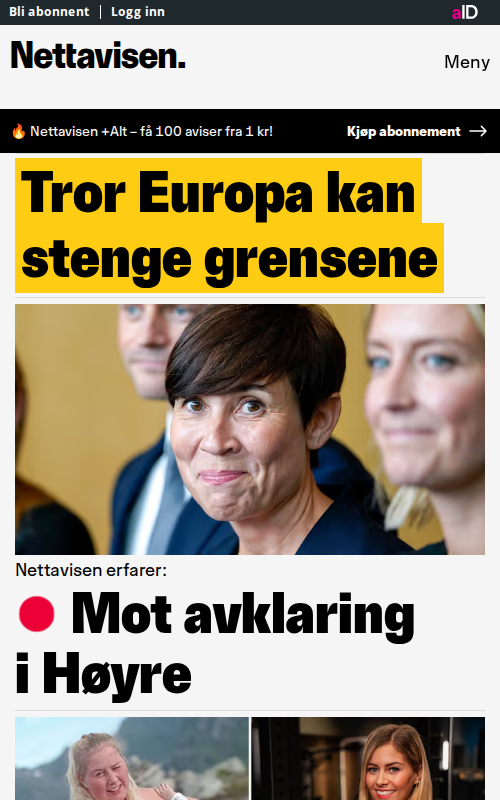 Bli abonnent | Logg inn
aID
Nettavisen.
Meny
🔥 Nettavisen +Alt – få 100 aviser fra 1 kr!
Kjøp abonnement →
Tror Europa kan
stenge grensene
Nettavisen erfarer:
Mot avklaring
i Høyre